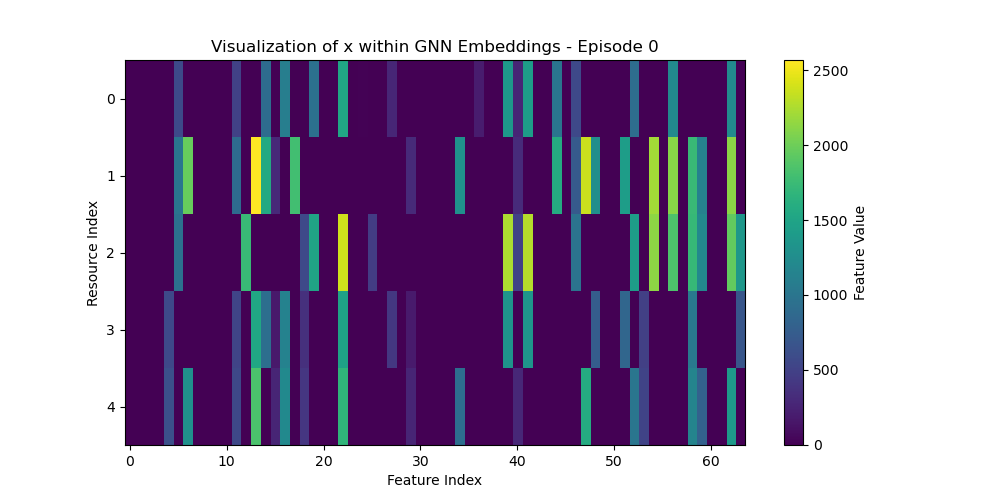 Visualization of x within GNN Embeddings - Episode 0
Resource Index
0
1
2
3
4
0 10 20 30 40 50 60
Feature Index
2500
2000
1500
1000
500
0
Feature Value